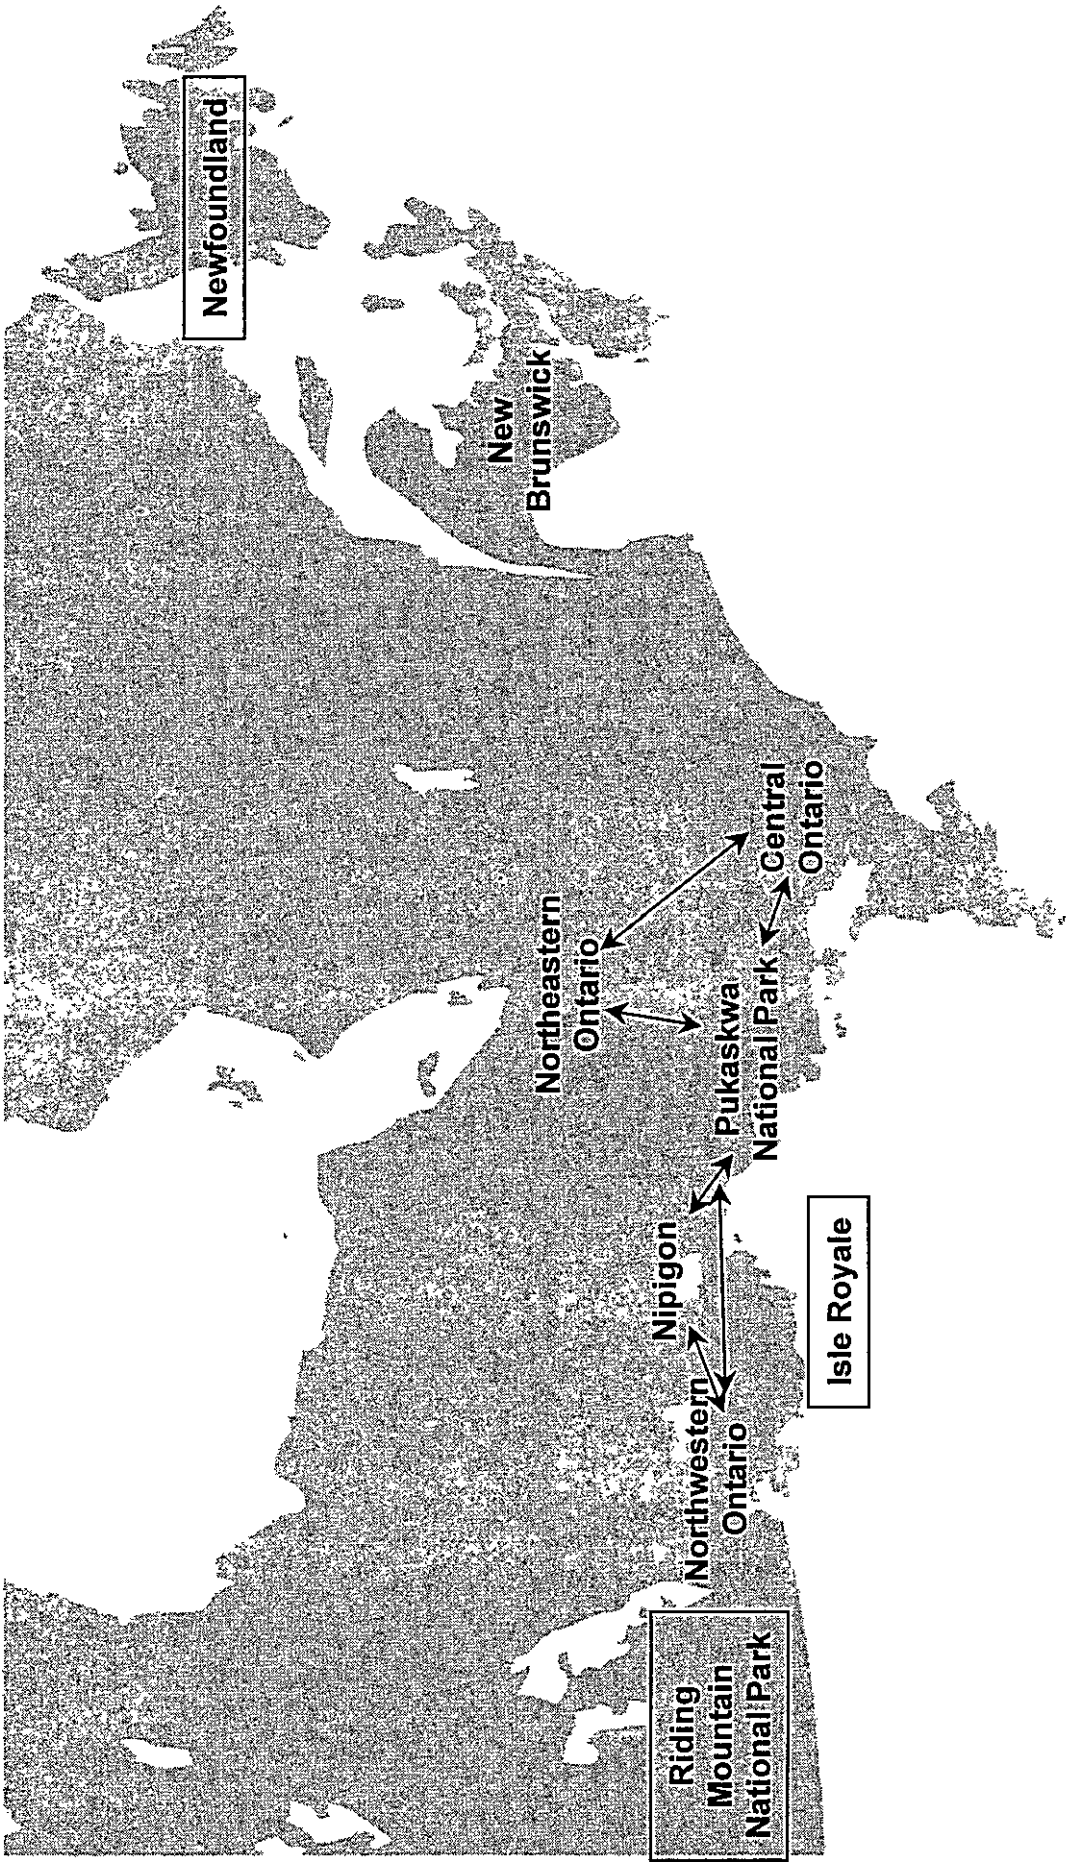 Riding
Mountain
National Park
Northwestern
Ontario
Nipigon
Isle Royale
Pukaskwa
National Park
Northeastern
Ontario
Central
Ontario
New
Brunswick
Newfoundland